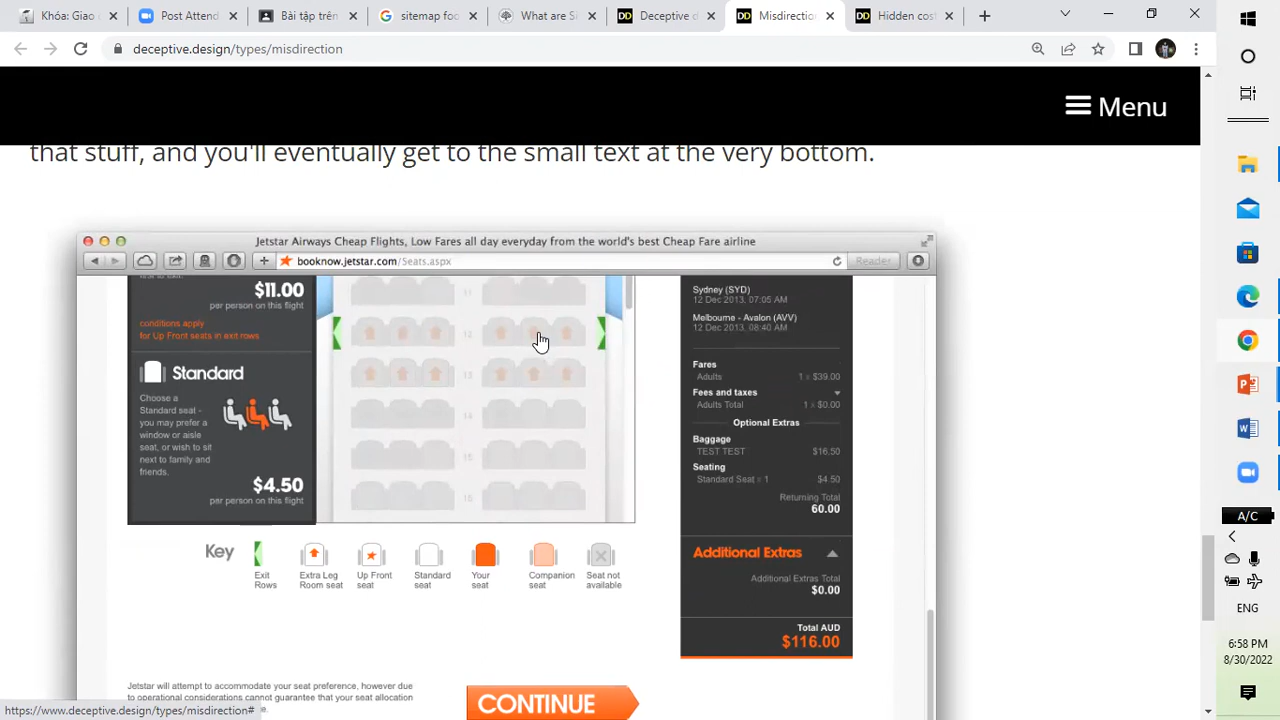 Khóa: Giao
Post Attend
Bài tập trên
sitemap fo
What are S
Deceptive d
Misdirection
Hidden cost
deceptive.design/types/misdirection
Menu
that stuff, and you'll eventually get to the small text at the very bottom.
Jetstar Airways Cheap Flights, Low Fares all day everyday from the world's best Cheap Fare airline
booknow.jetstar.com/Seats.aspx
Reader
$11.00
per person on this flight
conditions apply
for Up Front seats in exit rows
Standard
Choose a
Standard seat -
you may prefer a
window or aisle
seat, or wish to sit
next to family and
friends.
$4.50
per person on this flight
11
12
13
14
15
16
Sydney (SYD)
12 Dec 2013, 07:05 AM
Melbourne - Avalon (AVV)
12 Dec 2013, 08:40 AM
Fares
Adults 1 x $39.00
Fees and taxes
Adults Total 1 x $0.00
Optional Extras
Baggage
TEST TEST $16.50
Seating
Standard Seat = 1 $4.50
Returning Total
60.00
Additional Extras
Additional Extras Total
$0.00
Total AUD
$116.00
Key
Exit
Rows
Extra Leg
Room seat
Up Front
seat
Standard
seat
Your
seat
Companion
seat
Seat not
available
Jetstar will attempt to accommodate your seat preference, however due
to operational considerations cannot guarantee that your seat allocation
CONTINUE
https://www.deceptive.design/types/misdirection#
A/C
ENG
6:58 PM
8/30/2022